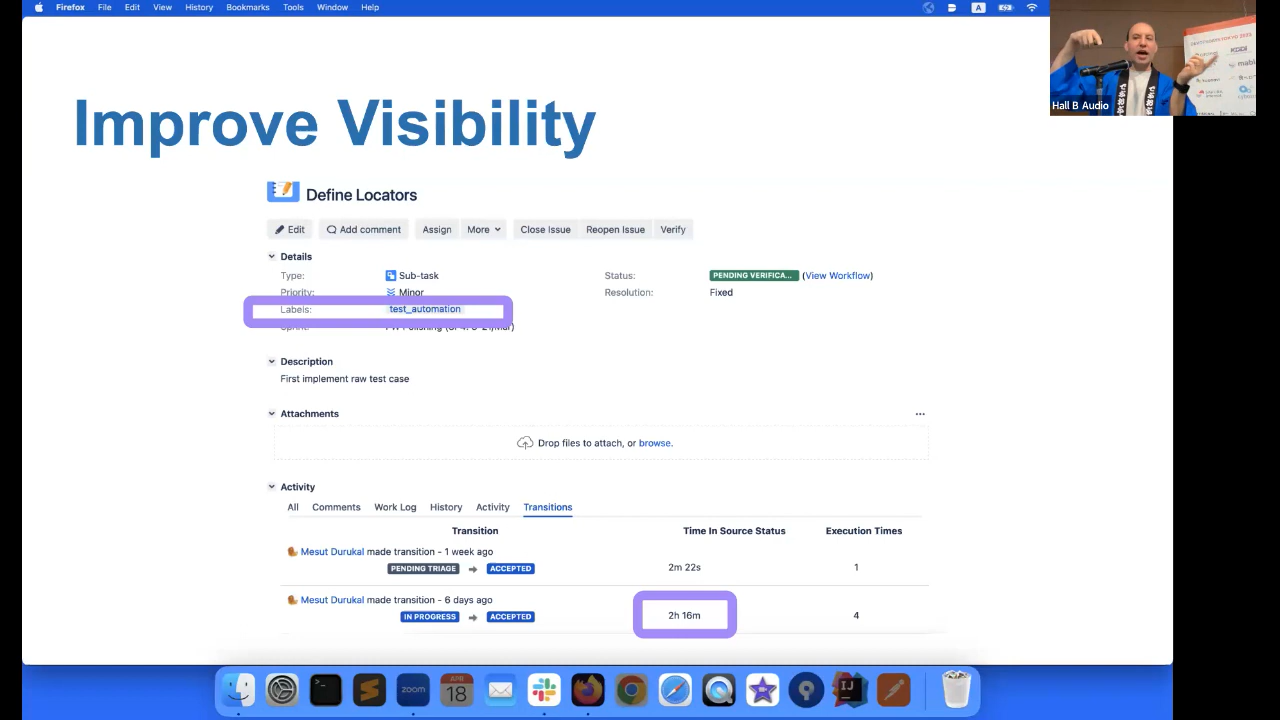 Firefox File Edit View History Bookmarks Tools Window Help
A
Hall B Audio
KDDI
mabl
Improve Visibility
Define Locators
Edit Add comment Assign More Close Issue Reopen Issue Verify
Details
Type: Sub-task Status: PENDING VERIFICA... (View Workflow)
Priority: Minor Resolution: Fixed
Labels: test_automation
Description
First implement raw test case
Attachments
...
Drop files to attach, or browse.
Activity
All Comments Work Log History Activity Transitions
Transition Time In Source Status Execution Times
Mesut Durukal made transition - 1 week ago
PENDING TRIAGE ACCEPTED 2m 22s 1
Mesut Durukal made transition - 6 days ago
IN PROGRESS ACCEPTED 2h 16m 4
zoom
APR
18
IJ